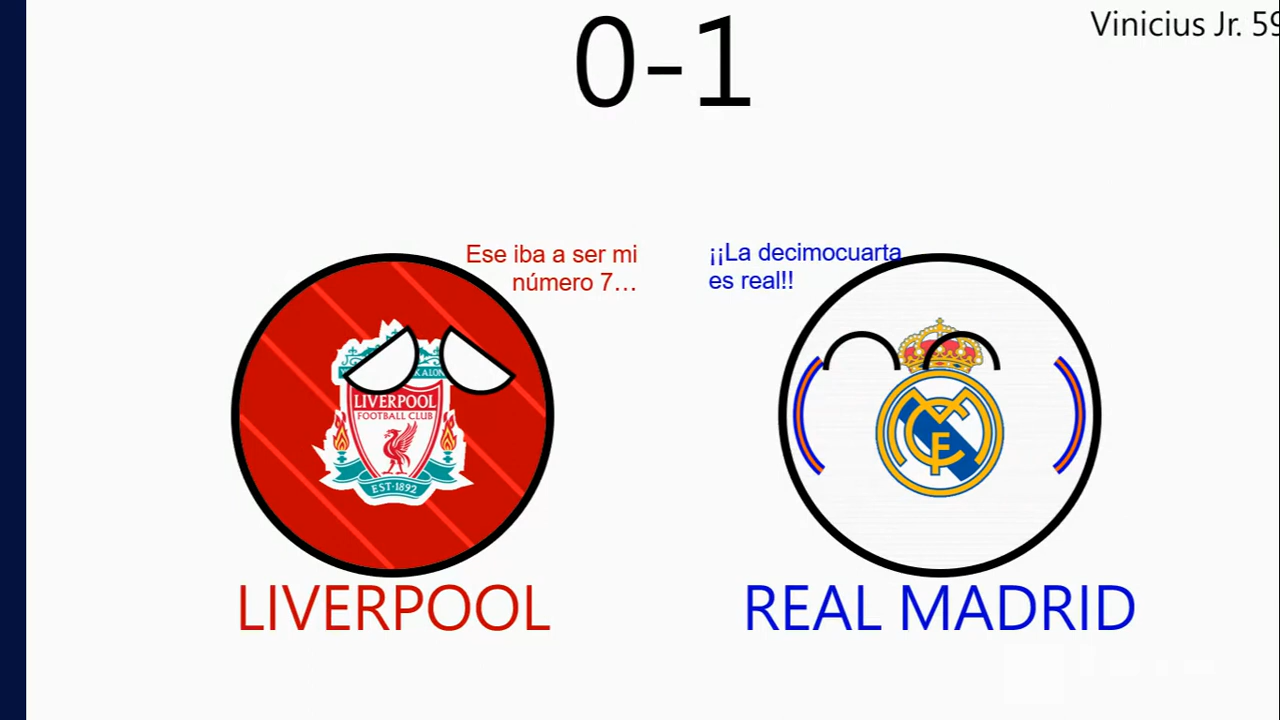 0-1
Vinicius Jr. 59
Ese iba a ser mi
número 7...
¡¡La decimocuarta
es real!!
LIVERPOOL
FOOTBALL CLUB
EST·1892
LIVERPOOL
REAL MADRID